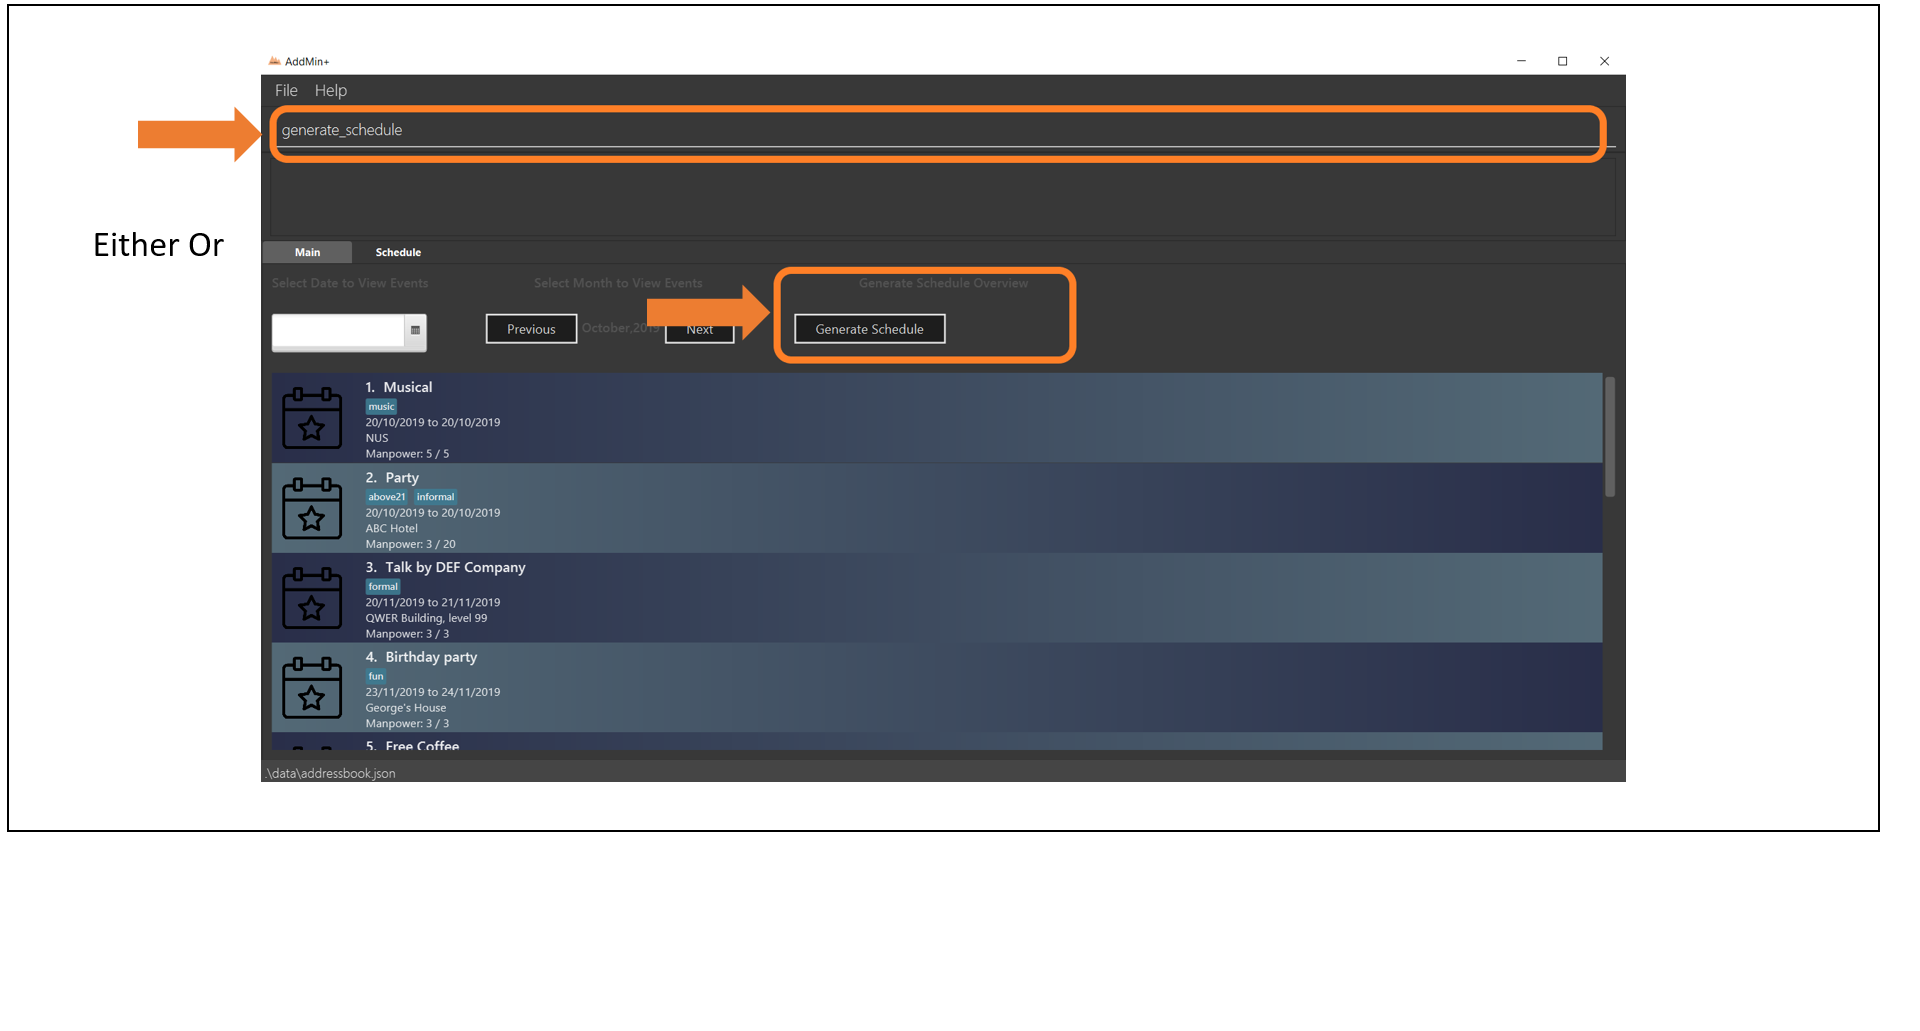 AddMin+
File Help
generate_schedule
Either Or
Main Schedule
Select Date to View Events Select Month to View Events Generate Schedule Overview
Previous October,2019 Next Generate Schedule
1. Musical
music
20/10/2019 to 20/10/2019
NUS
Manpower: 5 / 5
2. Party
above21 informal
20/10/2019 to 20/10/2019
ABC Hotel
Manpower: 3 / 20
3. Talk by DEF Company
formal
20/11/2019 to 21/11/2019
QWER Building, level 99
Manpower: 3 / 3
4. Birthday party
fun
23/11/2019 to 24/11/2019
George's House
Manpower: 3 / 3
5. Free Coffee
.\data\addressbook.json